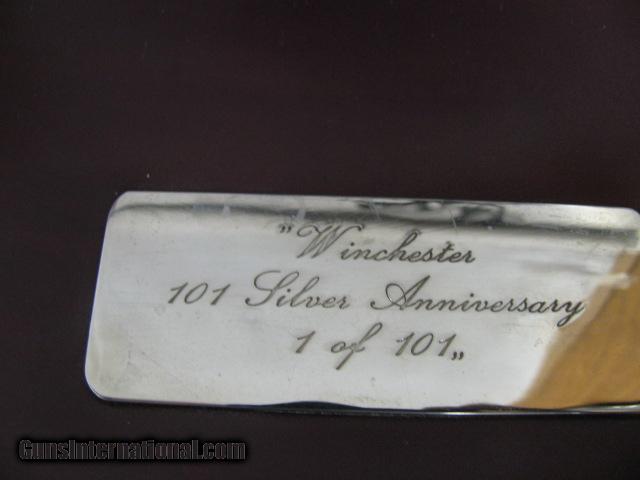 "Winchester
101 Silver Anniversary
1 of 101„
GunsInternational.com